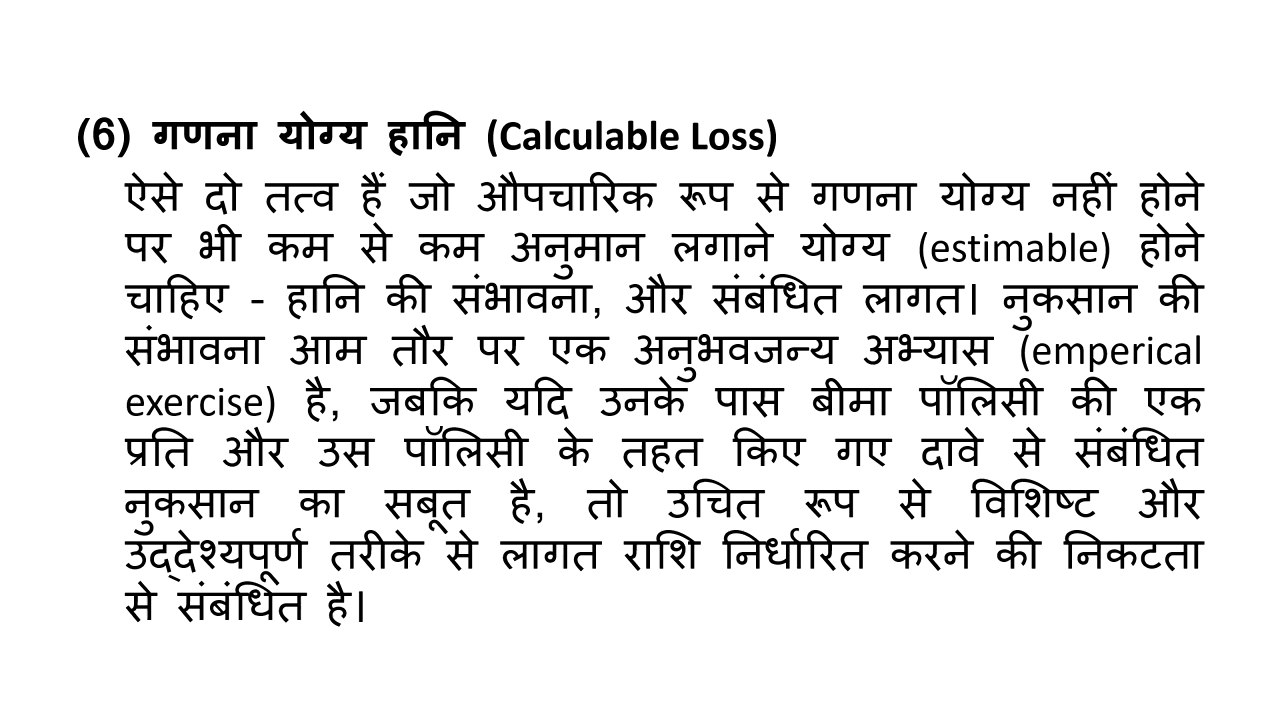 (6) गणना योग्य हानि (Calculable Loss)
ऐसे दो तत्व हैं जो औपचारिक रूप से गणना योग्य नहीं होने
पर भी कम से कम अनुमान लगाने योग्य (estimable) होने
चाहिए - हानि की संभावना, और संबंधित लागत। नुकसान की
संभावना आम तौर पर एक अनुभवजन्य अभ्यास (emperical
exercise) है, जबकि यदि उनके पास बीमा पॉलिसी की एक
प्रति और उस पॉलिसी के तहत किए गए दावे से संबंधित
नुकसान का सबूत है, तो उचित रूप से विशिष्ट और
उद्देश्यपूर्ण तरीके से लागत राशि निर्धारित करने की निकटता
से संबंधित है।